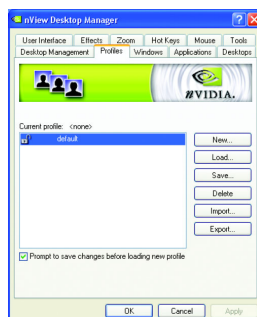 nView Desktop Manager
User Interface Effects Zoom Hot Keys Mouse Tools
Desktop Management Profiles Windows Applications Desktops
NVIDIA.
Current profile: <none>
default
New...
Load...
Save...
Delete
Import...
Export...
Prompt to save changes before loading new profile
OK Cancel Apply